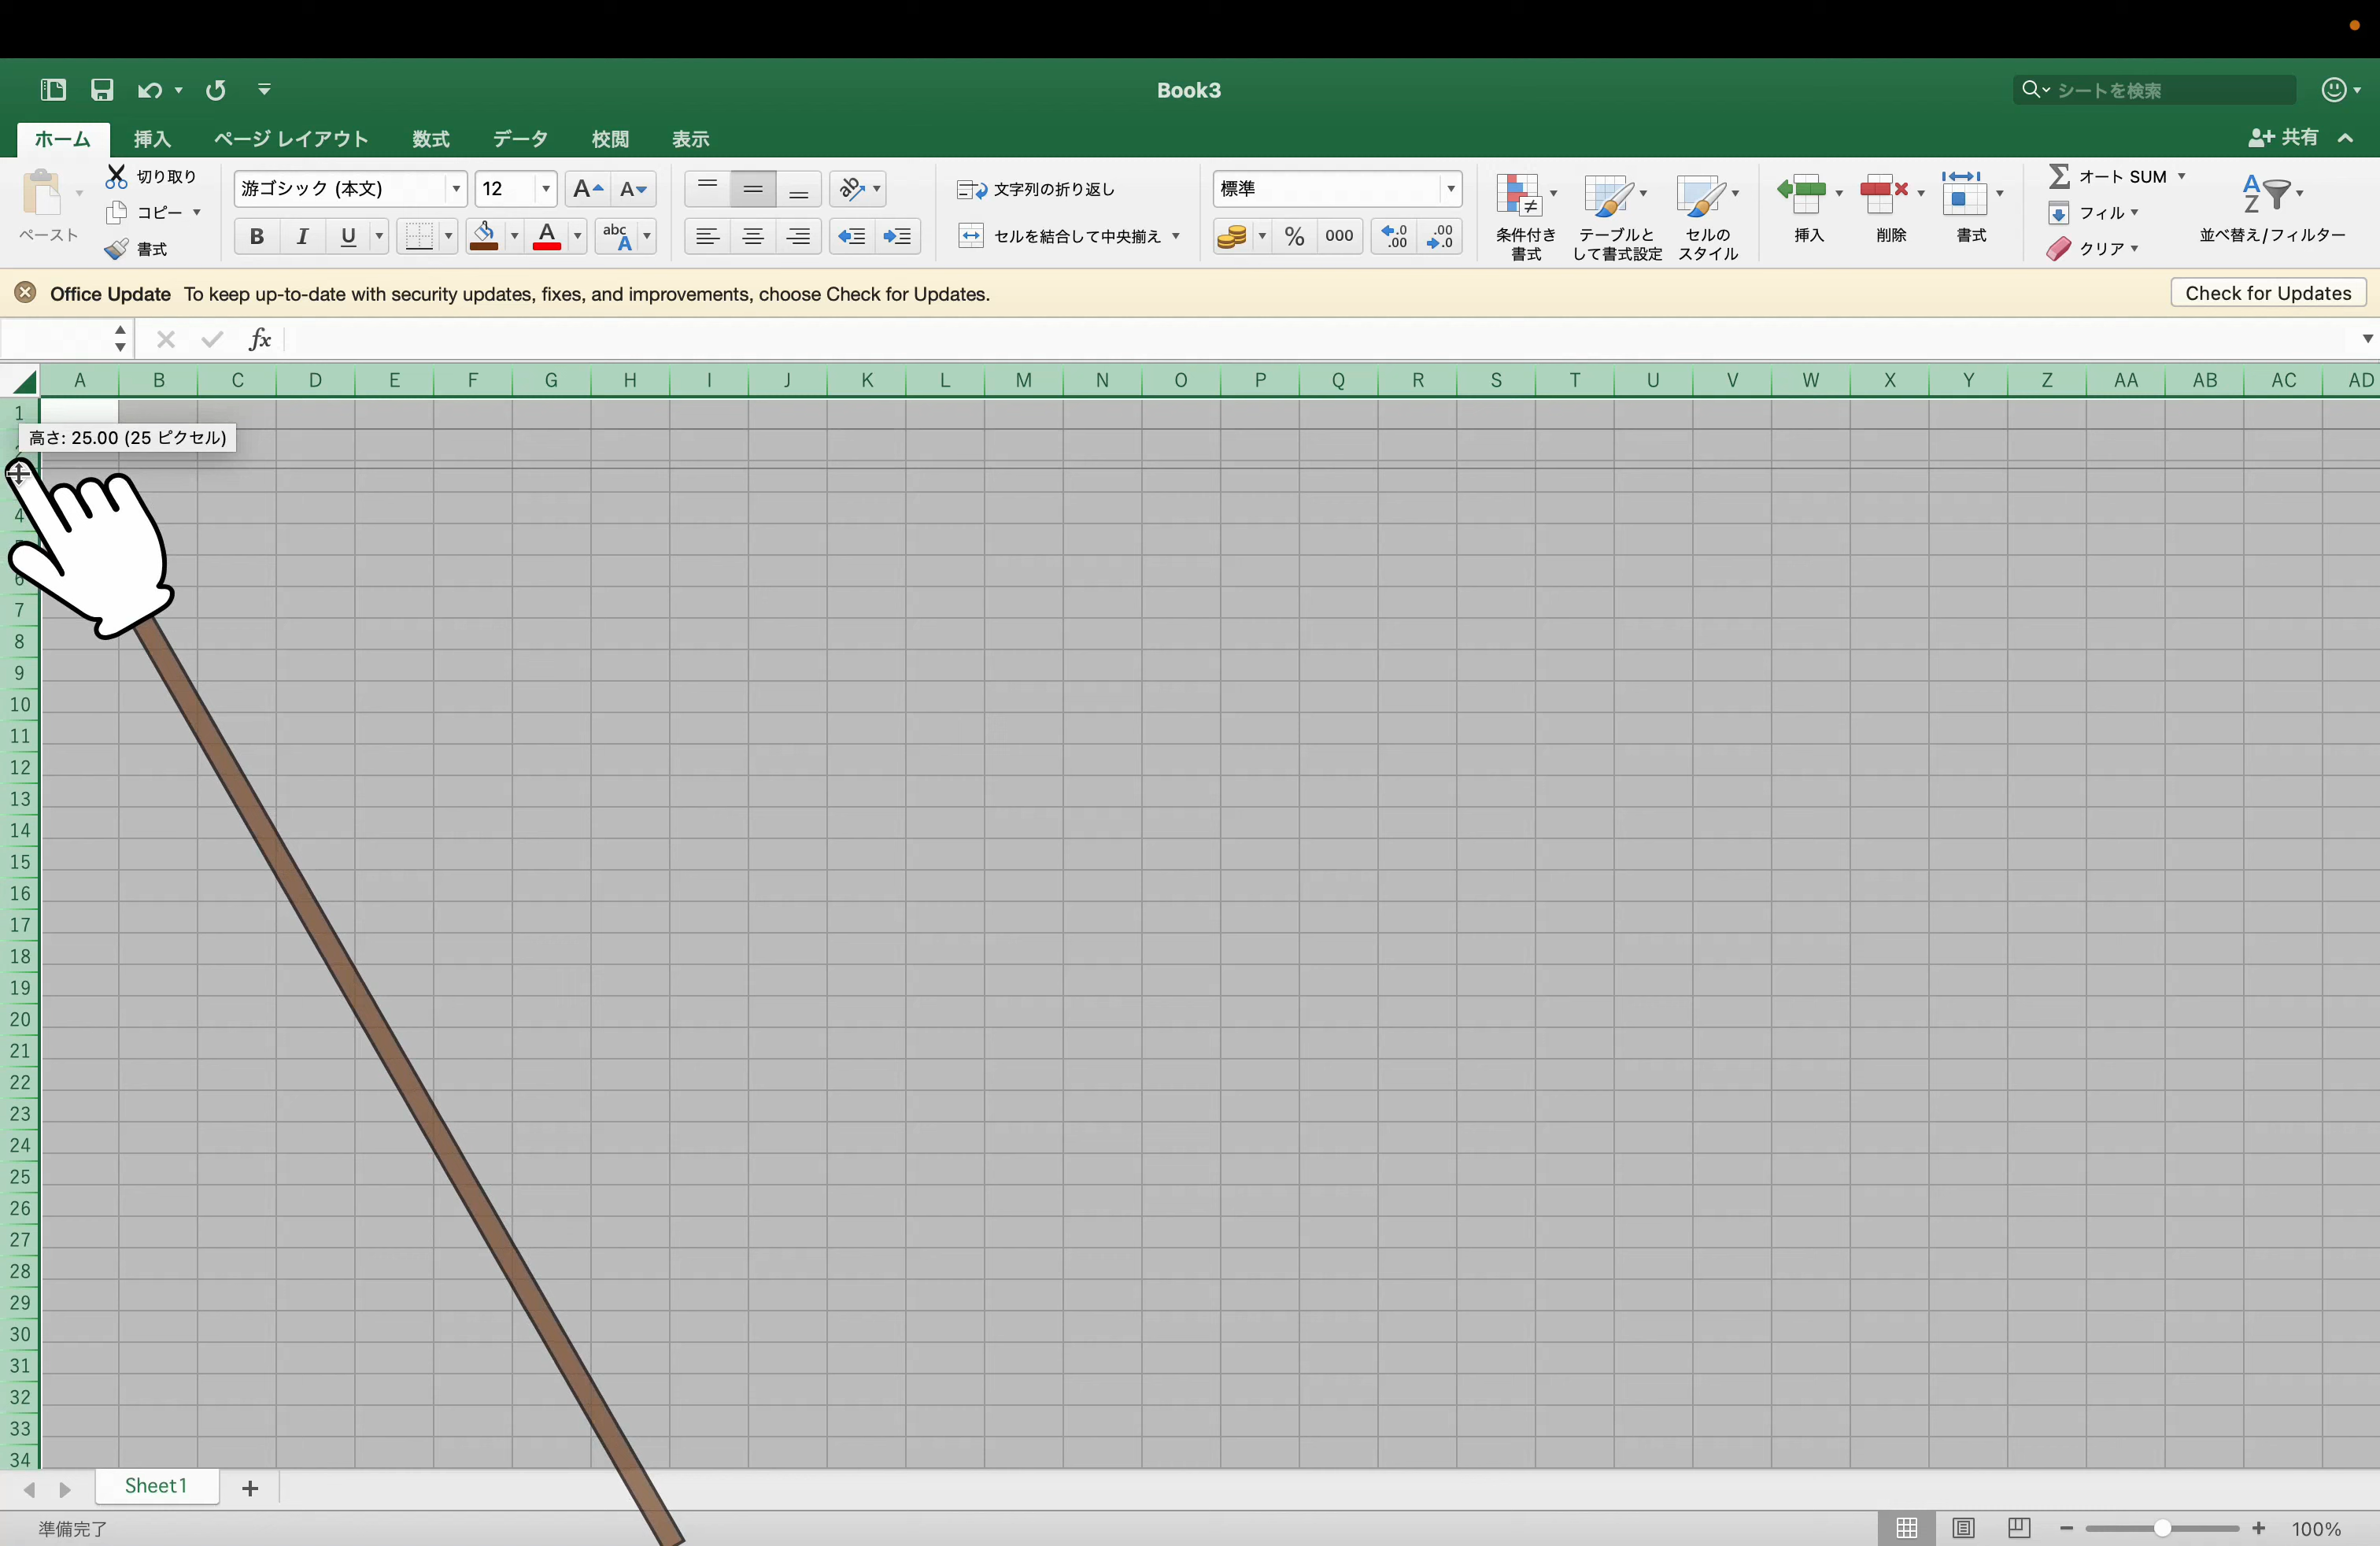 Book3
シートを検索
ホーム 挿入 ページ レイアウト 数式 データ 校閲 表示
共有
ペースト
切り取り
コピー
書式
游ゴシック (本文) 12
B I U A abc A
文字列の折り返し
セルを結合して中央揃え
標準
% 000 .0 .00 .00 .0
条件付き
書式
テーブルと
して書式設定
セルの
スタイル
挿入 削除 書式
オート SUM
フィル
クリア
A
Z
並べ替え/フィルター
Office Update To keep up-to-date with security updates, fixes, and improvements, choose Check for Updates.
Check for Updates
fx
A B C D E F G H I J K L M N O P Q R S T U V W X Y Z AA AB AC AD
1
高さ: 25.00 (25 ピクセル)
4
6
7
8
9
10
11
12
13
14
15
16
17
18
19
20
21
22
23
24
25
26
27
28
29
30
31
32
33
34
Sheet1
準備完了
100%